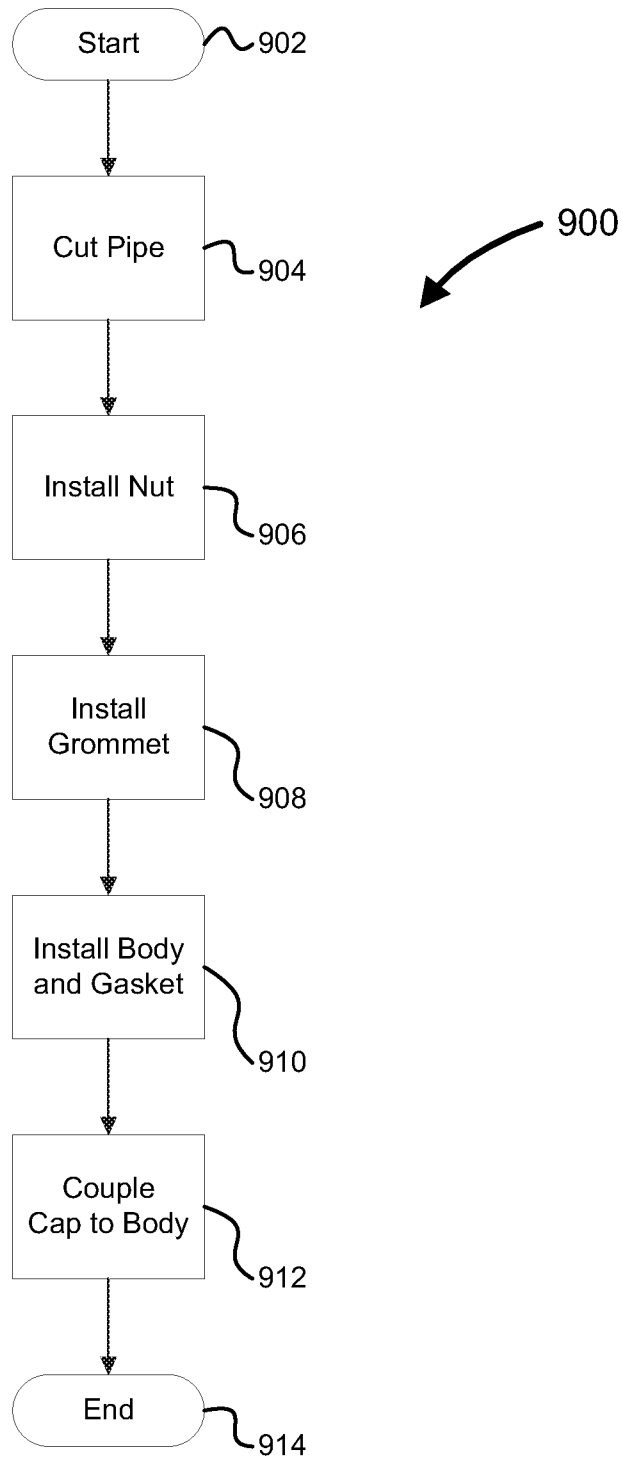 Start
902
Cut Pipe
904
900
Install Nut
906
Install
Grommet
908
Install Body
and Gasket
910
Couple
Cap to Body
912
End
914